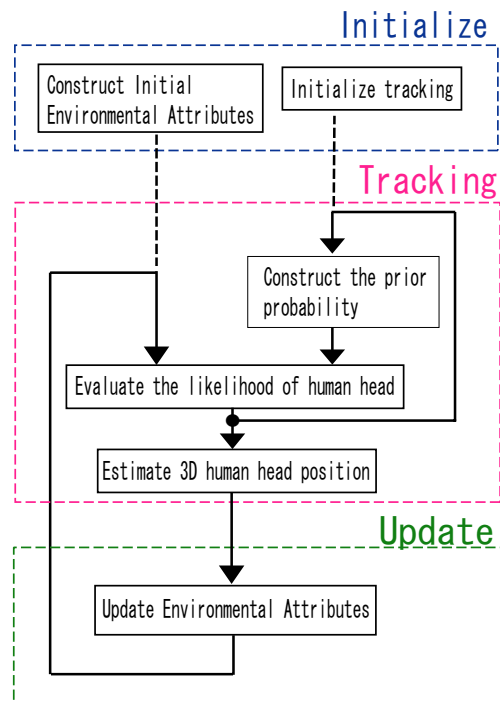 Initialize
Construct Initial
Environmental Attributes
Initialize tracking
Tracking
Construct the prior
probability
Evaluate the likelihood of human head
Estimate 3D human head position
Update
Update Environmental Attributes